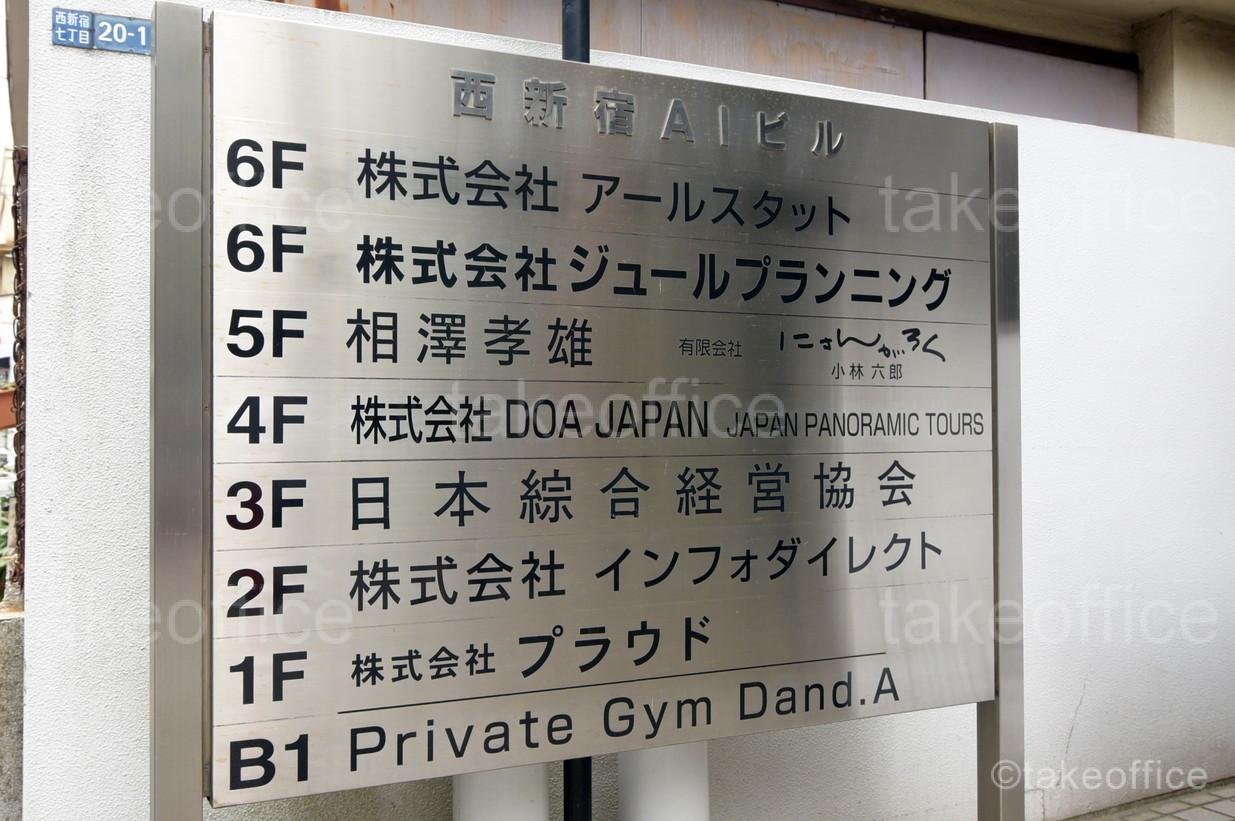 西新宿
七丁目 20-1
西新宿AIビル
6F 株式会社 アールスタット
6F 株式会社ジュールプランニング
5F 相澤孝雄 有限会社 にさんがろく
小林六郎
4F 株式会社 DOA JAPAN JAPAN PANORAMIC TOURS
3F 日本綜合経営協会
2F 株式会社 インフォダイレクト
1F 株式会社 プラウド
B1 Private Gym Dand.A
takeoffice
takeoffice
takeoffice
takeoffice
takeoffice
©takeoffice